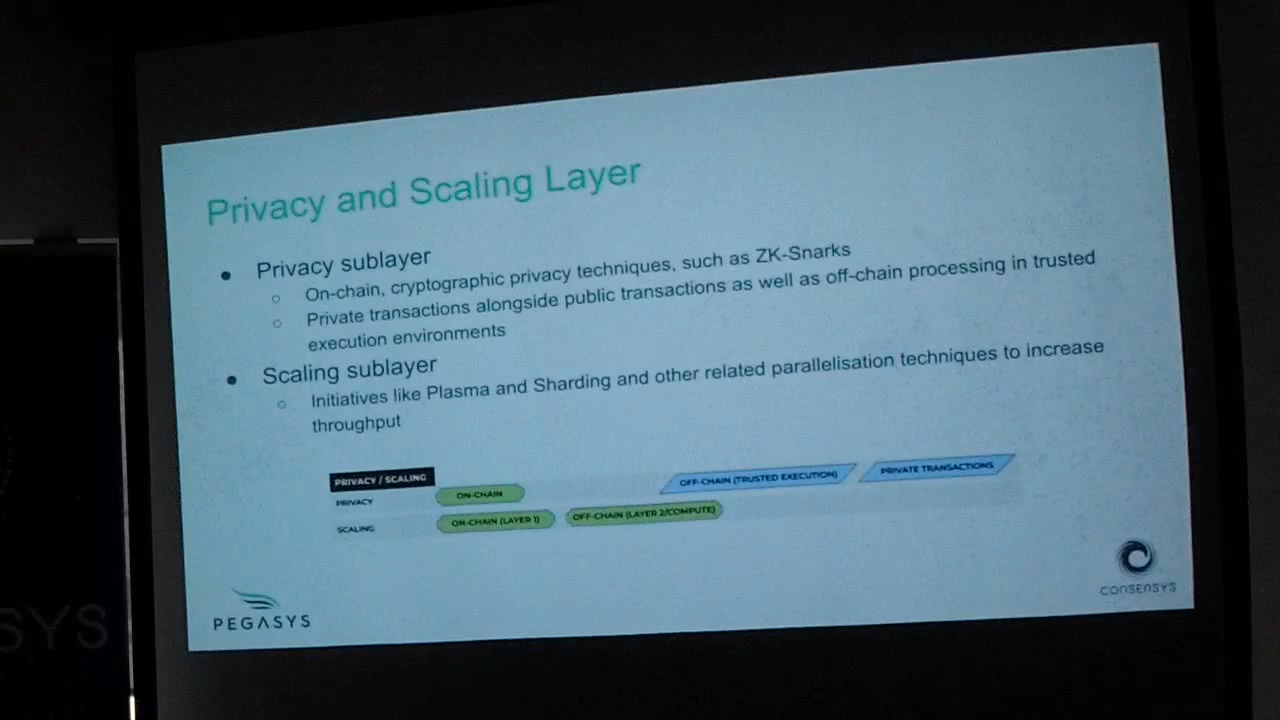 Privacy and Scaling Layer
● Privacy sublayer
○ On-chain, cryptographic privacy techniques, such as ZK-Snarks
○ Private transactions alongside public transactions as well as off-chain processing in trusted
execution environments
● Scaling sublayer
○ Initiatives like Plasma and Sharding and other related parallelisation techniques to increase
throughput
PRIVACY / SCALING
PRIVACY ON-CHAIN OFF-CHAIN (TRUSTED EXECUTION) PRIVATE TRANSACTIONS
SCALING ON-CHAIN (LAYER 1) OFF-CHAIN (LAYER 2/COMPUTE)
PEGASYS
CONSENSYS
SYS